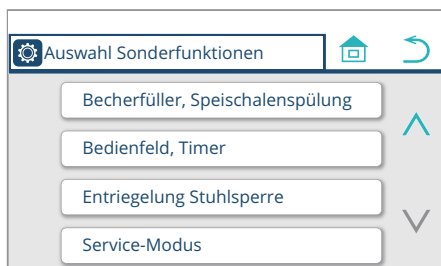 Auswahl Sonderfunktionen
Becherfüller, Speischalenspülung
Bedienfeld, Timer
Entriegelung Stuhlsperre
Service-Modus